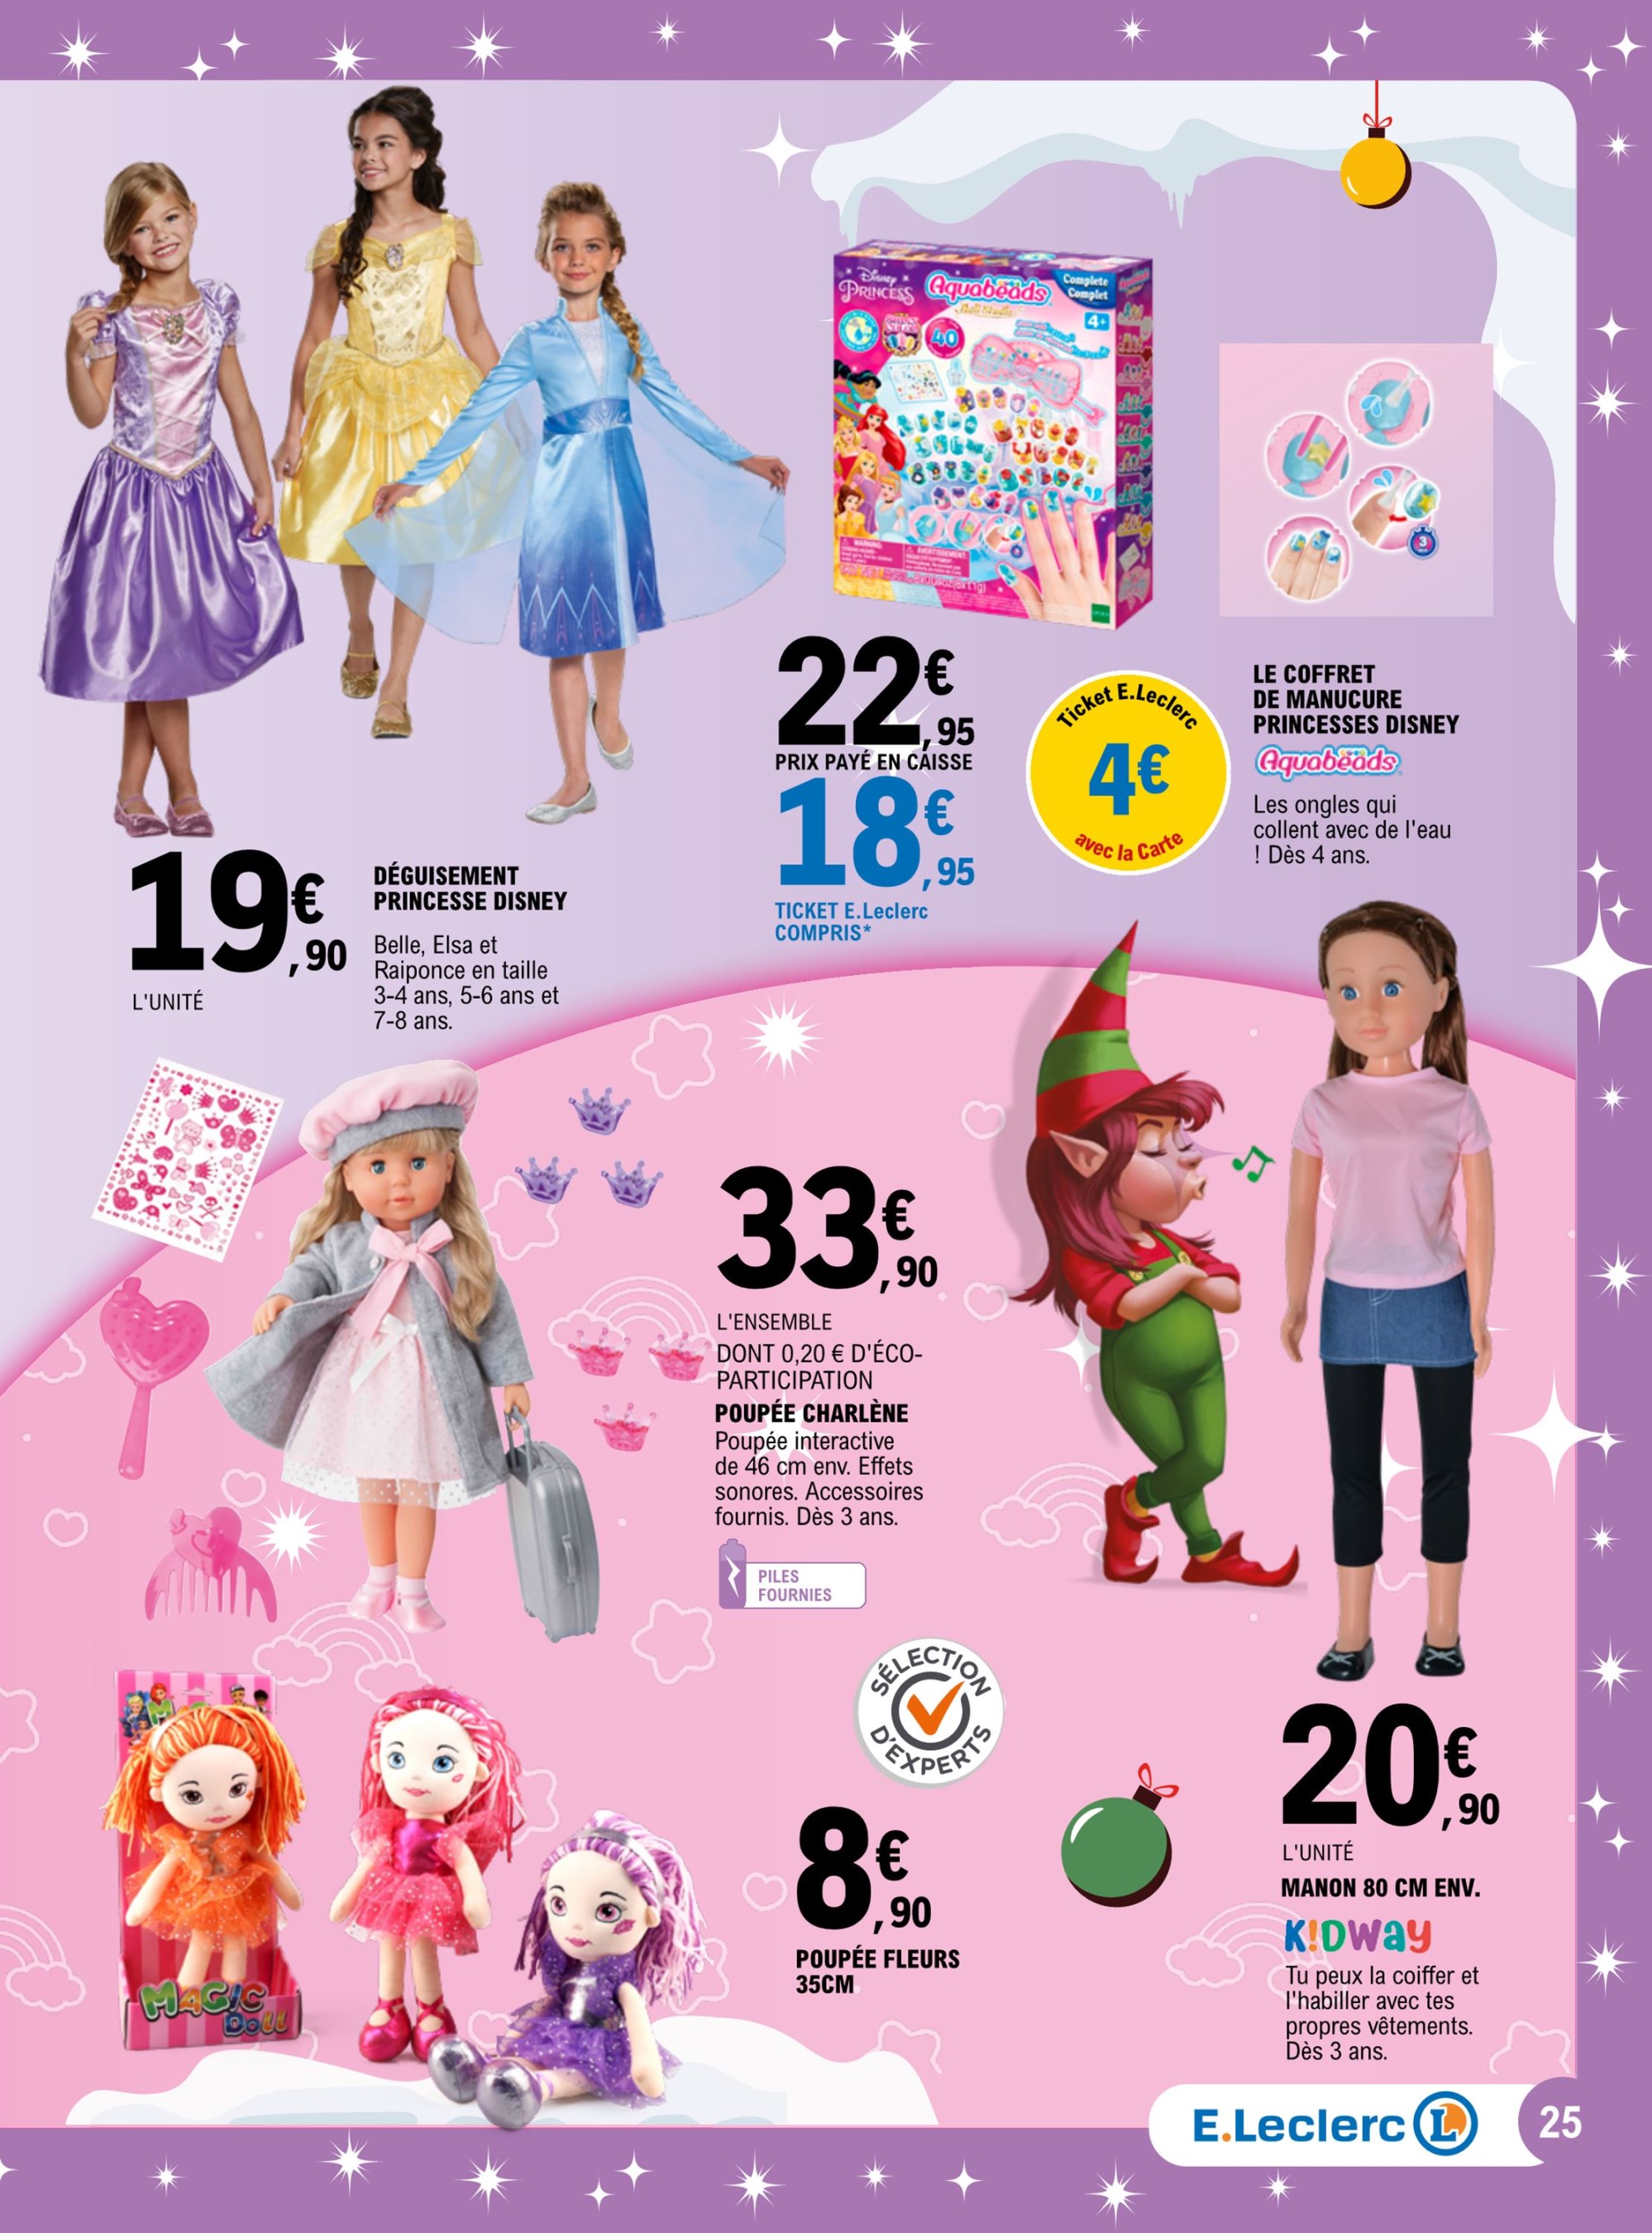 Disney
PRINCESS
Aquabeads
Complete
Complet
4+
40
WARNING
AVERTISSEMENT
3
22€,95
PRIX PAYÉ EN CAISSE
18€,95
TICKET E.Leclerc
COMPRIS*
Ticket E.Leclerc
4€
avec la Carte
LE COFFRET
DE MANUCURE
PRINCESSES DISNEY
Aquabeads
Les ongles qui
collent avec de l'eau
! Dès 4 ans.
19€,90
L'UNITÉ
DÉGUISEMENT
PRINCESSE DISNEY
Belle, Elsa et
Raiponce en taille
3-4 ans, 5-6 ans et
7-8 ans.
33€,90
L'ENSEMBLE
DONT 0,20 € D'ÉCO-
PARTICIPATION
POUPÉE CHARLÈNE
Poupée interactive
de 46 cm env. Effets
sonores. Accessoires
fournis. Dès 3 ans.
PILES
FOURNIES
SÉLECTION
D'EXPERTS
MAGIC
Doll
8€,90
POUPÉE FLEURS
35CM
20€,90
L'UNITÉ
MANON 80 CM ENV.
K!DWaY
Tu peux la coiffer et
l'habiller avec tes
propres vêtements.
Dès 3 ans.
E.Leclerc L
25